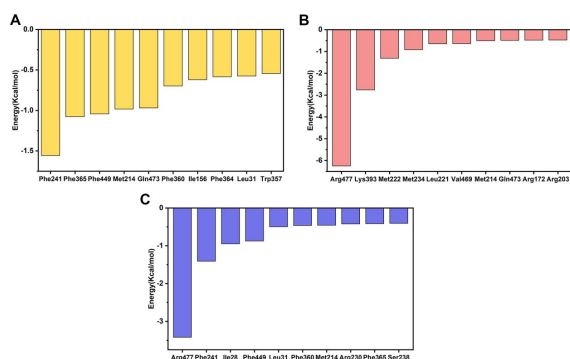 A
Energy(Kcal/mol)
0.0
-0.5
-1.0
-1.5
Phe241 Phe365 Phe449 Met214 Gln473 Phe360 Ile156 Phe364 Leu31 Trp357
B
Energy(Kcal/mol)
0
-1
-2
-3
-4
-5
-6
Arg477 Lys393 Met222 Met234 Leu221 Val469 Met214 Gln473 Arg172 Arg203
C
Energy(Kcal/mol)
0
-1
-2
-3
Arg477 Phe241 Ile28 Phe449 Leu31 Phe360 Met214 Arg230 Phe365 Ser238